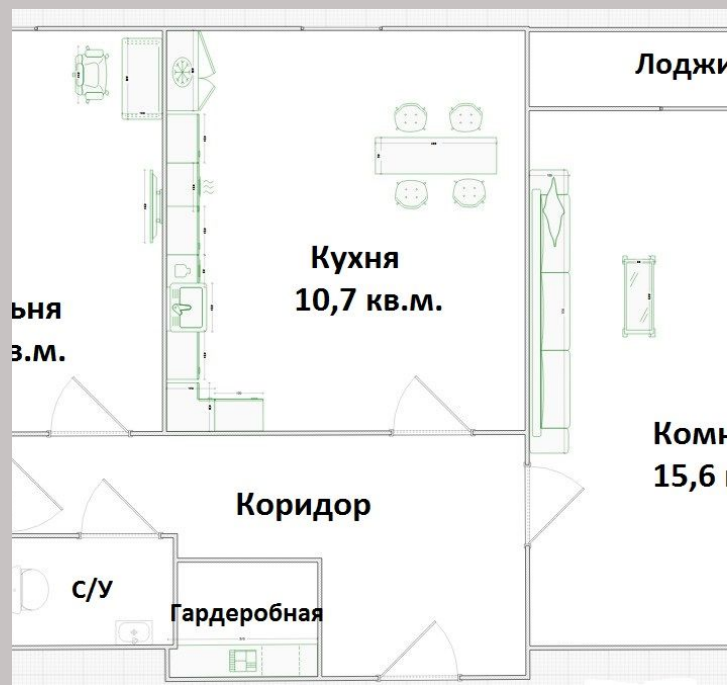 Лоджи
Кухня
10,7 кв.м.
ьня
в.м.
Комн
15,6
Коридор
С/У
Гардеробная